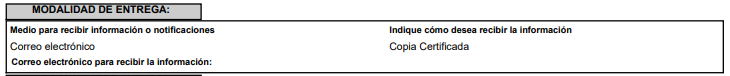 MODALIDAD DE ENTREGA:
Medio para recibir información o notificaciones
Indique cómo desea recibir la información
Correo electrónico
Copia Certificada
Correo electrónico para recibir la información: